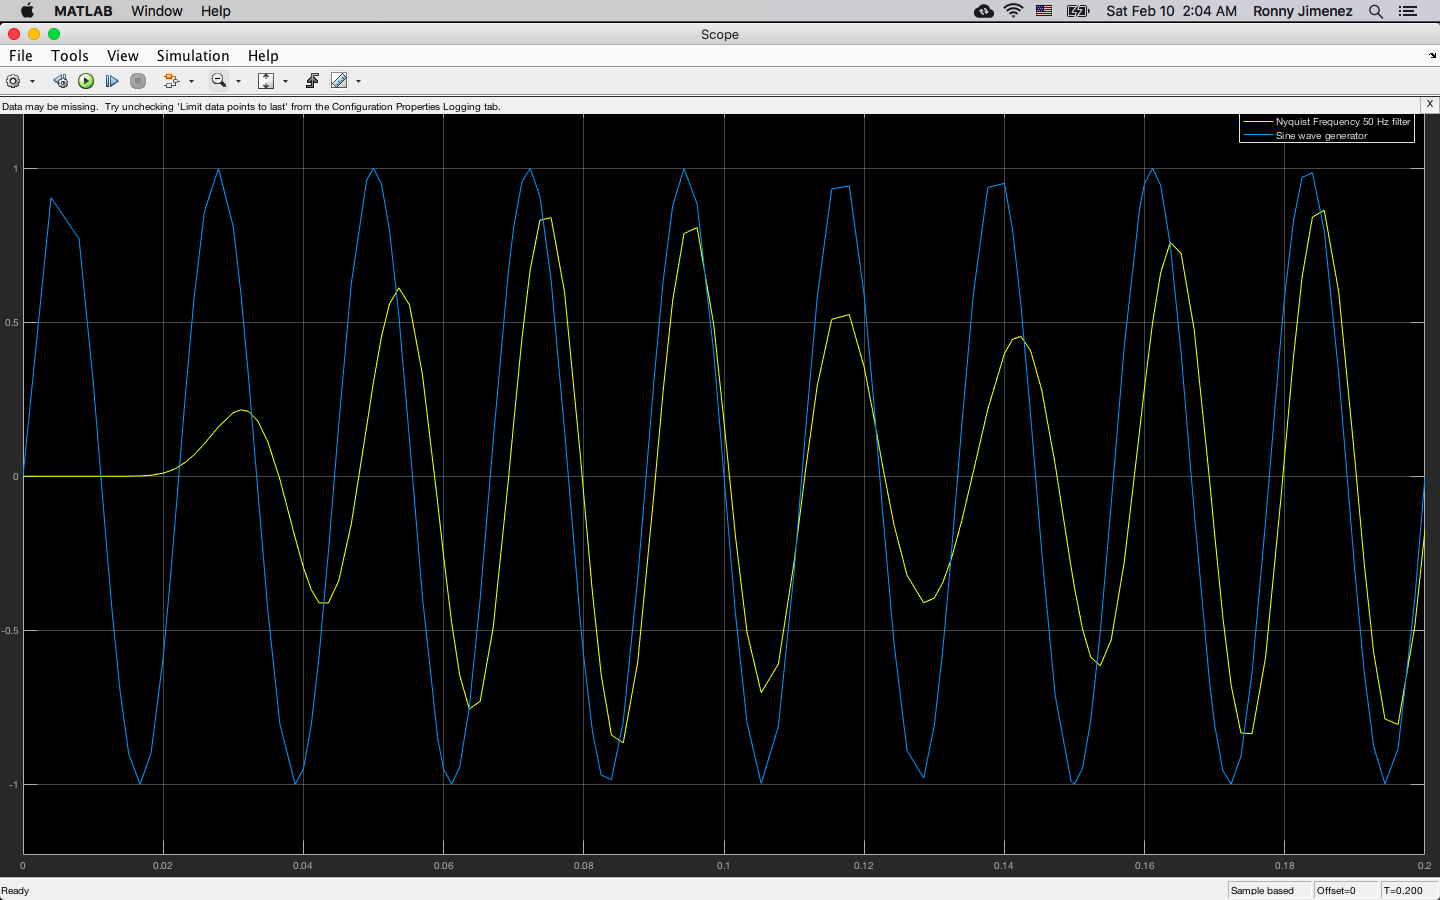 MATLAB Window Help Sat Feb 10 2:04 AM Ronny Jimenez
Scope
File Tools View Simulation Help
Data may be missing. Try unchecking 'Limit data points to last' from the Configuration Properties Logging tab. X
Nyquist Frequency 50 Hz filter
Sine wave generator
1
0.5
0
-0.5
-1
0 0.02 0.04 0.06 0.08 0.1 0.12 0.14 0.16 0.18 0.2
Ready Sample based Offset=0 T=0.200